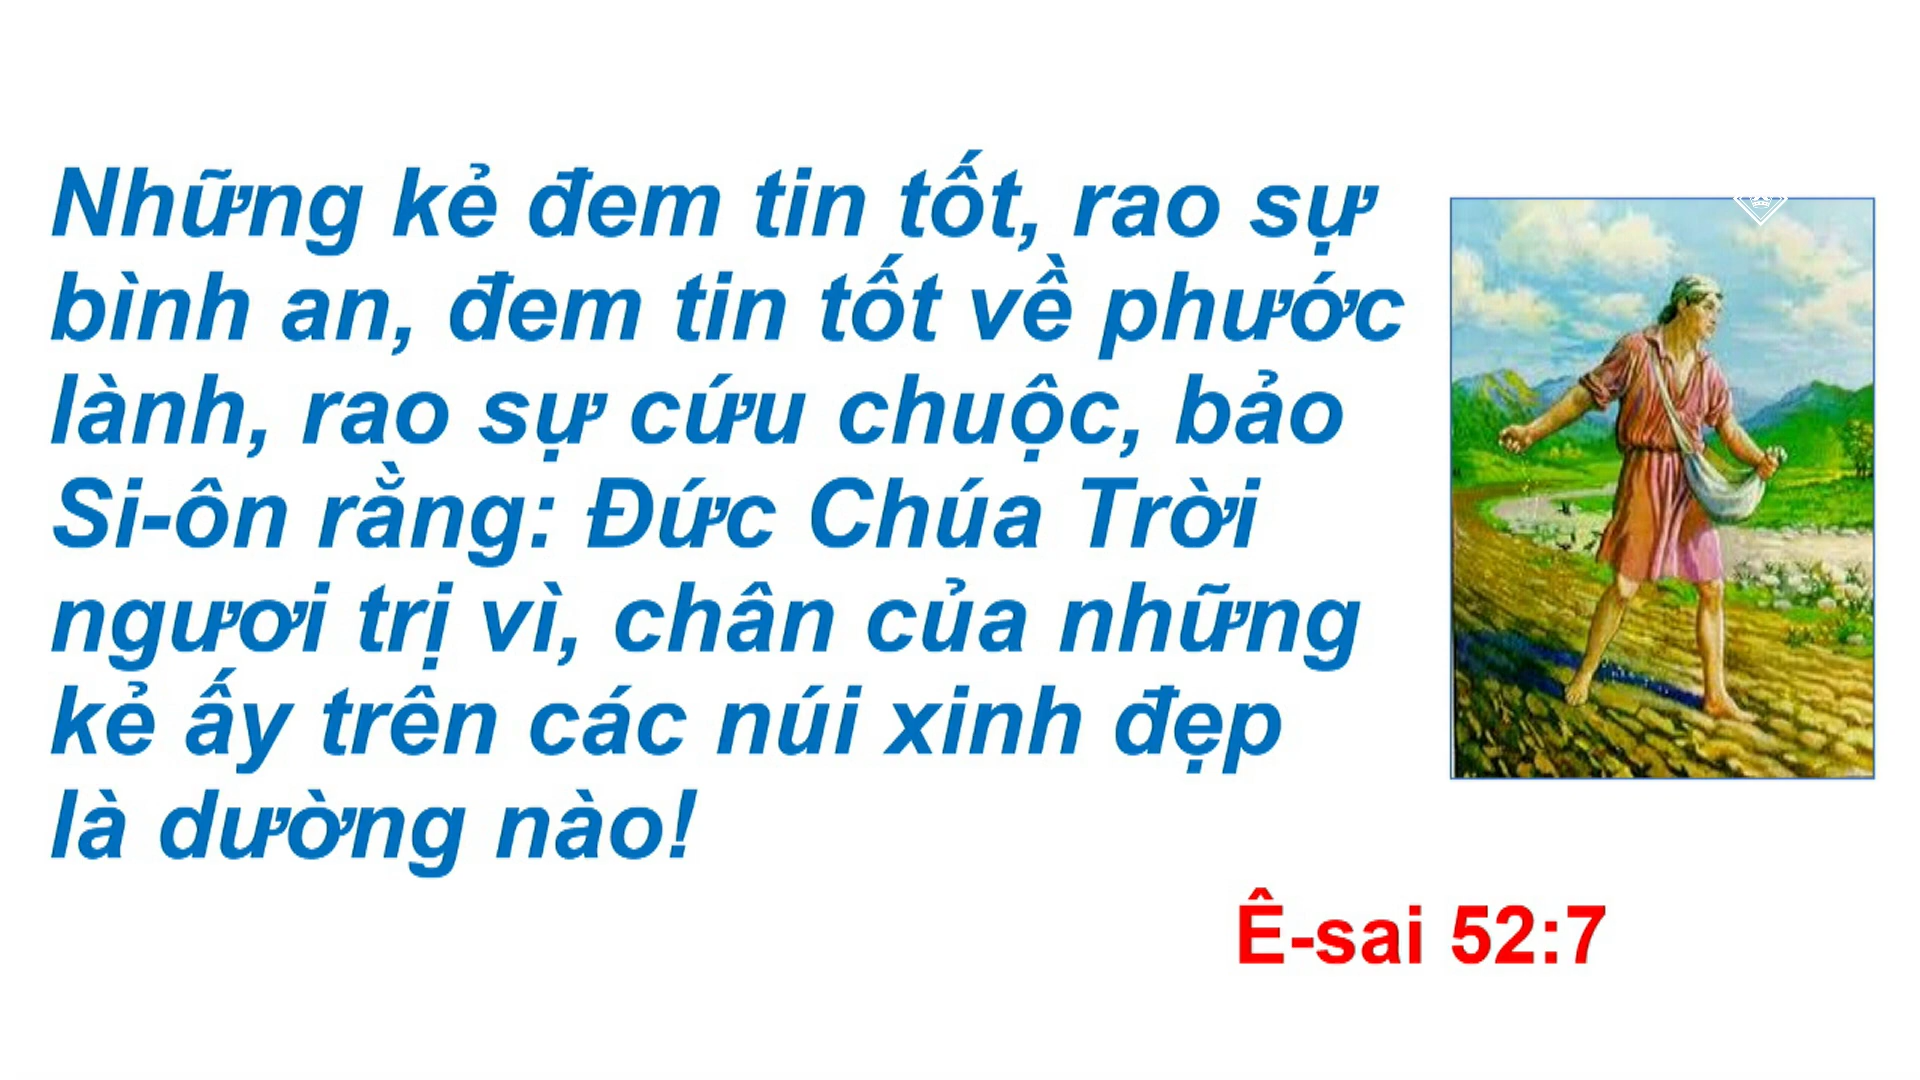 Những kẻ đem tin tốt, rao sự
bình an, đem tin tốt về phước
lành, rao sự cứu chuộc, bảo
Si-ôn rằng: Đức Chúa Trời
ngươi trị vì, chân của những
kẻ ấy trên các núi xinh đẹp
là dường nào!
Ê-sai 52:7